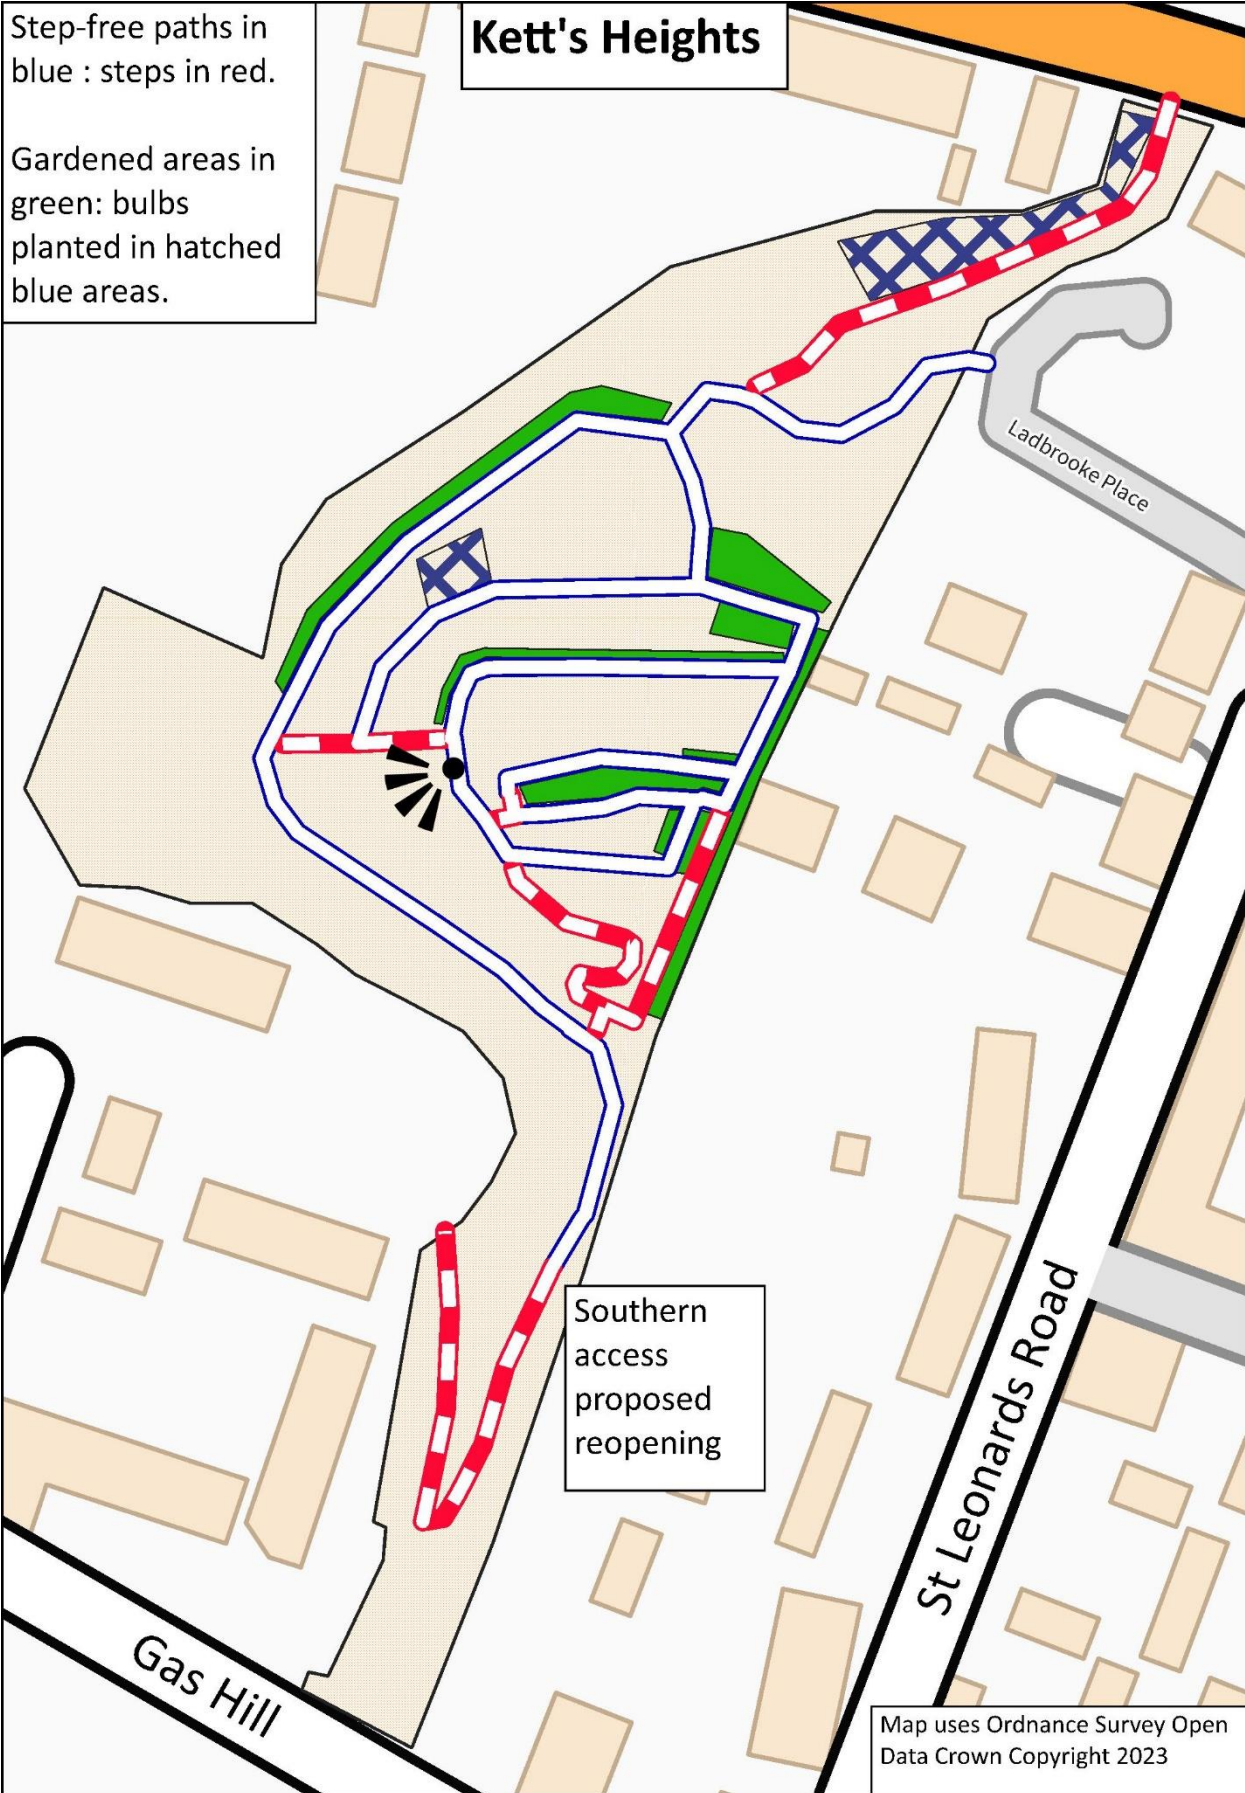 Step-free paths in
blue : steps in red.
Gardened areas in
green: bulbs
planted in hatched
blue areas.
Kett's Heights
Ladbrooke Place
Southern
access
proposed
reopening
St Leonards Road
Gas Hill
Map uses Ordnance Survey Open
Data Crown Copyright 2023